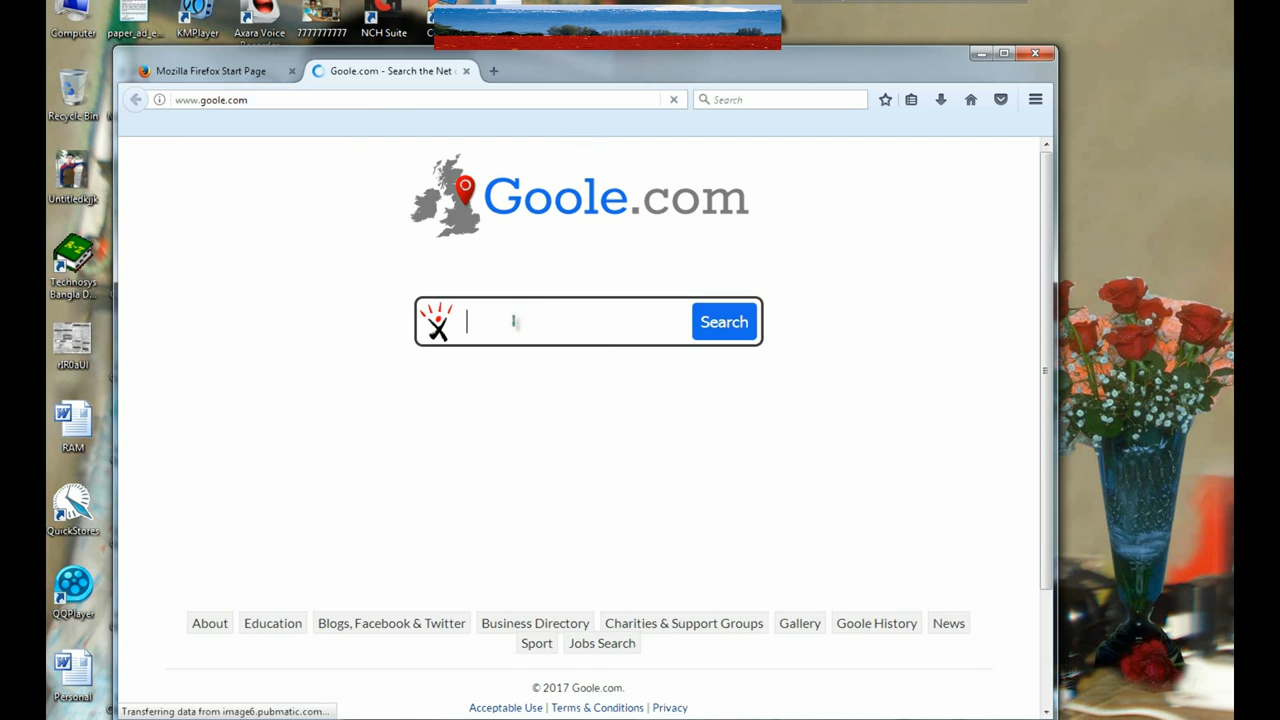 Computer
paper_ad_e...
KMPlayer
Axara Voice
7777777777
NCH Suite
Mozilla Firefox Start Page
Goole.com - Search the Net
www.goole.com
Search
Recycle Bin
Goole.com
Untitledkijk
Search
Technosys
Bangla D...
rIR0aUI
RAM
QuickStores
QQPlayer
About
Education
Blogs, Facebook & Twitter
Business Directory
Charities & Support Groups
Gallery
Goole History
News
Sport
Jobs Search
© 2017 Goole.com.
Personal
Acceptable Use | Terms & Conditions | Privacy
Transferring data from image6.pubmatic.com...